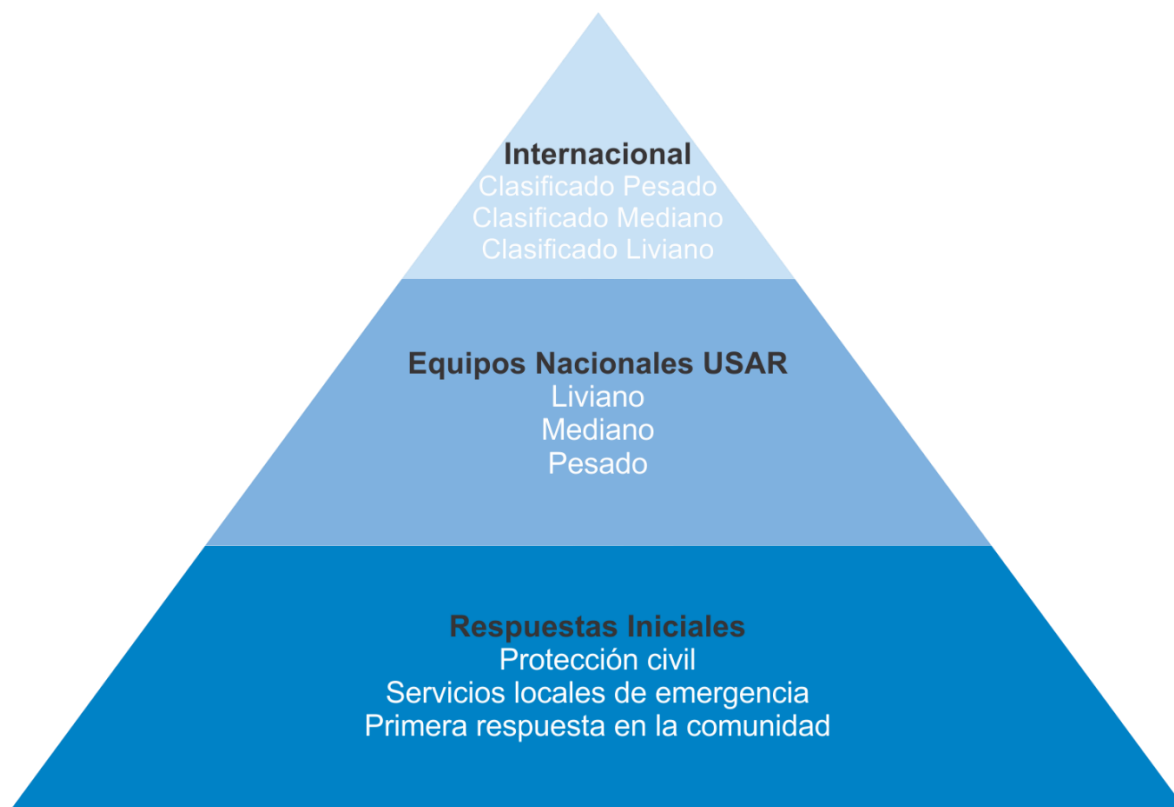 Internacional
Clasificado Pesado
Clasificado Mediano
Clasificado Liviano
Equipos Nacionales USAR
Liviano
Mediano
Pesado
Respuestas Iniciales
Protección civil
Servicios locales de emergencia
Primera respuesta en la comunidad